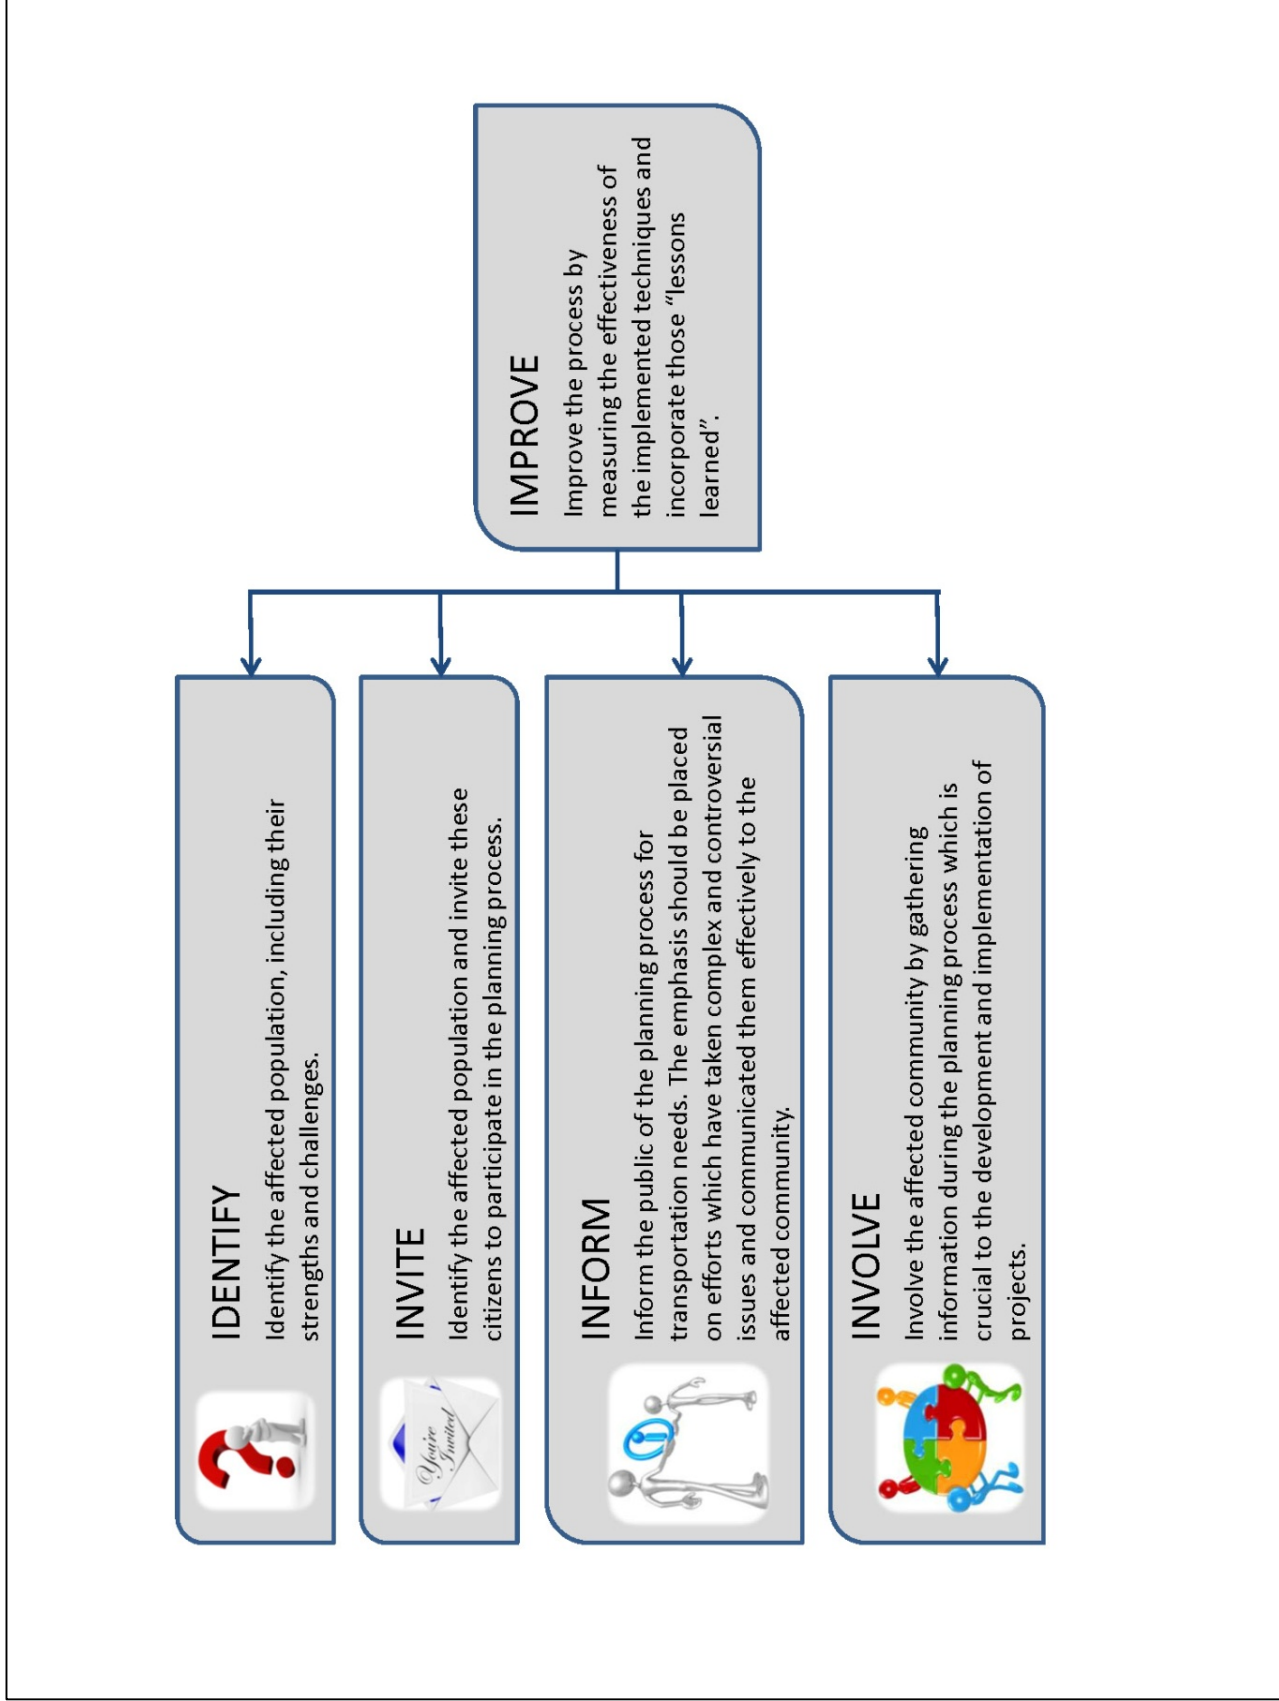 IDENTIFY
Identify the affected population, including their
strengths and challenges.
You're
Invited
INVITE
Identify the affected population and invite these
citizens to participate in the planning process.
INFORM
Inform the public of the planning process for
transportation needs. The emphasis should be placed
on efforts which have taken complex and controversial
issues and communicated them effectively to the
affected community.
INVOLVE
Involve the affected community by gathering
information during the planning process which is
crucial to the development and implementation of
projects.
IMPROVE
Improve the process by
measuring the effectiveness of
the implemented techniques and
incorporate those “lessons
learned”.